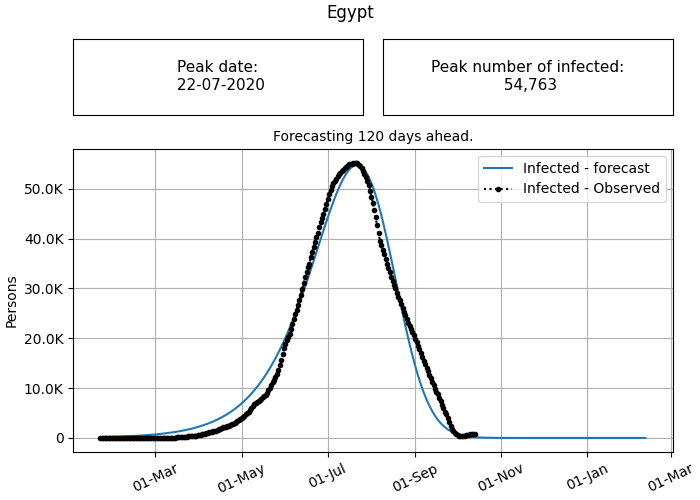 Egypt
Peak date:
22-07-2020
Peak number of infected:
54,763
Forecasting 120 days ahead.
Infected - forecast
Infected - Observed
Persons
50.0K
40.0K
30.0K
20.0K
10.0K
0
01-Mar
01-May
01-Jul
01-Sep
01-Nov
01-Jan
01-Mar